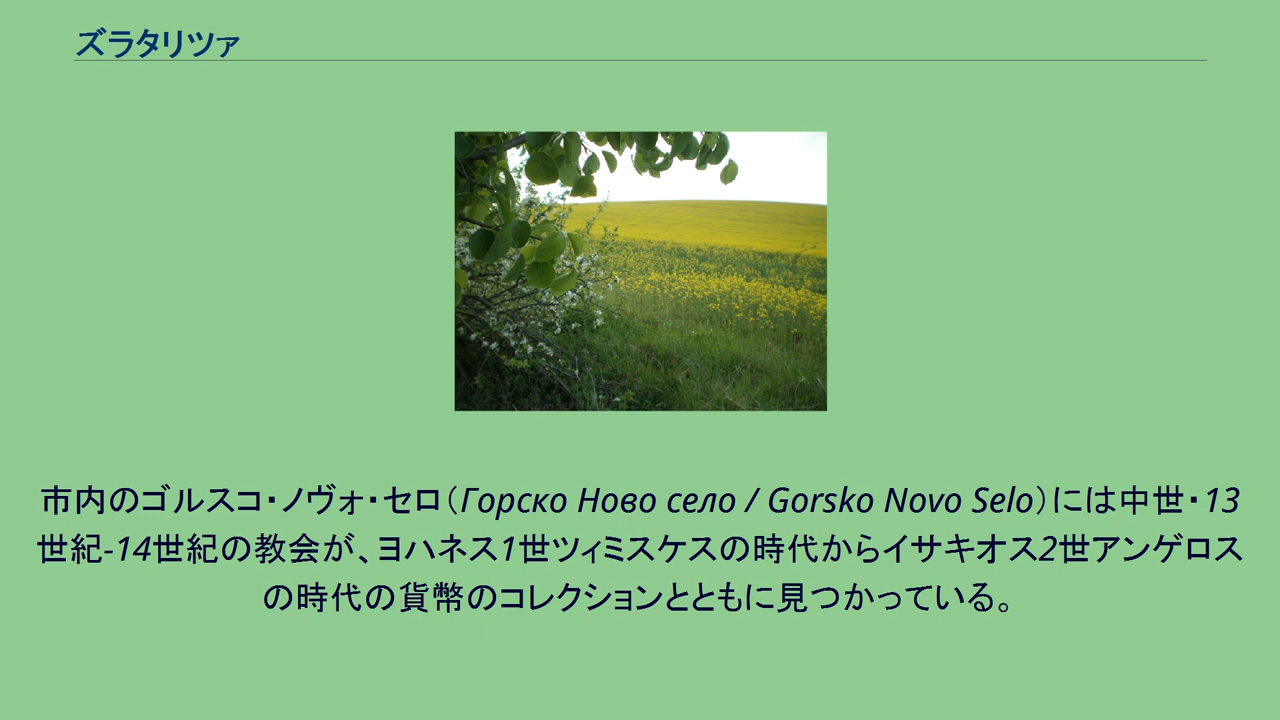 ズラタリツァ
市内のゴルスコ・ノヴォ・セロ（Горско Ново село / Gorsko Novo Selo）には中世・13
世紀-14世紀の教会が、ヨハネス1世ツィミスケスの時代からイサキオス2世アンゲロス
の時代の貨幣のコレクションとともに見つかっている。